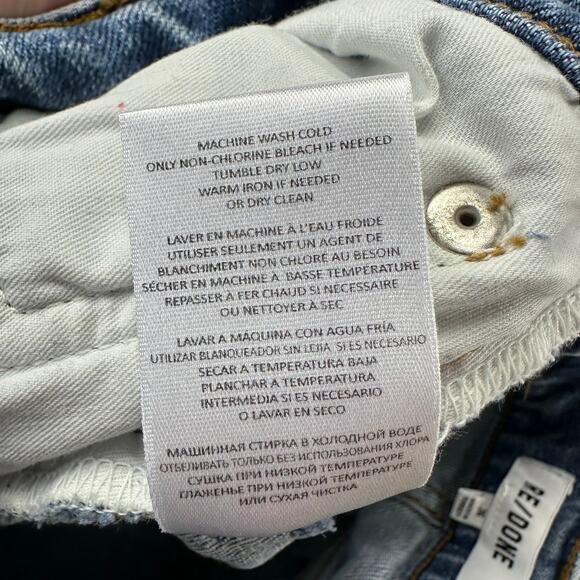 MACHINE WASH COLD
ONLY NON-CHLORINE BLEACH IF NEEDED
TUMBLE DRY LOW
WARM IRON IF NEEDED
OR DRY CLEAN
LAVER EN MACHINE À L'EAU FROIDE
UTILISER SEULEMENT UN AGENT DE
BLANCHIMENT NON CHLORÉ AU BESOIN
SÉCHER EN MACHINE À BASSE TEMPÉRATURE
REPASSER À FER CHAUD SI NECESSAIRE
OU NETTOYER À SEC
LAVAR A MÁQUINA CON AGUA FRÍA
UTILIZAR BLANQUEADOR SIN LEJIA SI ES NECESARIO
SECAR A TEMPERATURA BAJA
PLANCHAR A TEMPERATURA
INTERMEDIA SI ES NECESARIO
O LAVAR EN SECO
МАШИННАЯ СТИРКА В ХОЛОДНОЙ ВОДЕ
ОТБЕЛИВАТЬ ТОЛЬКО БЕЗ ИСПОЛЬЗОВАНИЯ ХЛОРА
СУШКА ПРИ НИЗКОЙ ТЕМПЕРАТУРЕ
ГЛАЖЕНЬЕ ПРИ НИЗКОЙ ТЕМПЕРАТУРЕ
ИЛИ СУХАЯ ЧИСТКА
RE/DONE